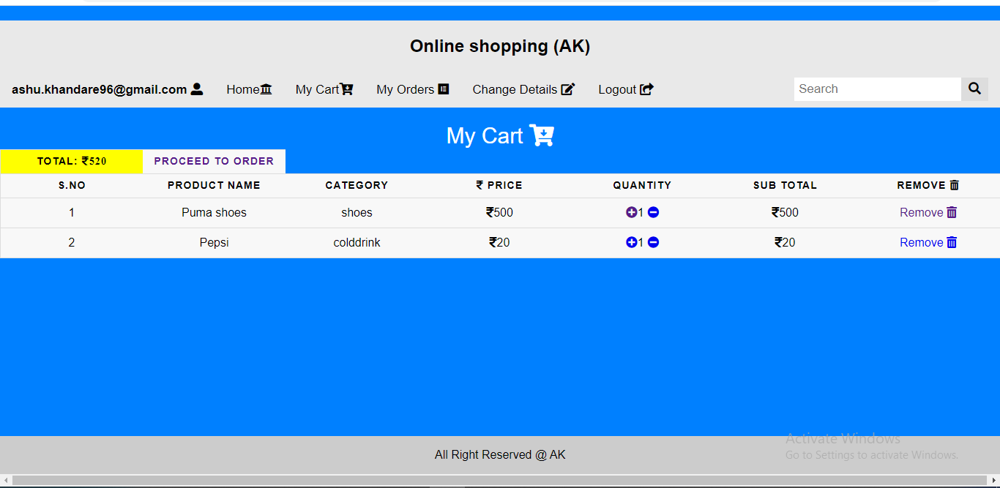 Online shopping (AK)
ashu.khandare96@gmail.com Home My Cart My Orders Change Details Logout Search
My Cart
TOTAL: ₹520 PROCEED TO ORDER
S.NO PRODUCT NAME CATEGORY ₹ PRICE QUANTITY SUB TOTAL REMOVE
1 Puma shoes shoes ₹500 1 ₹500 Remove
2 Pepsi colddrink ₹20 1 ₹20 Remove
Activate Windows
Go to Settings to activate Windows.
All Right Reserved @ AK